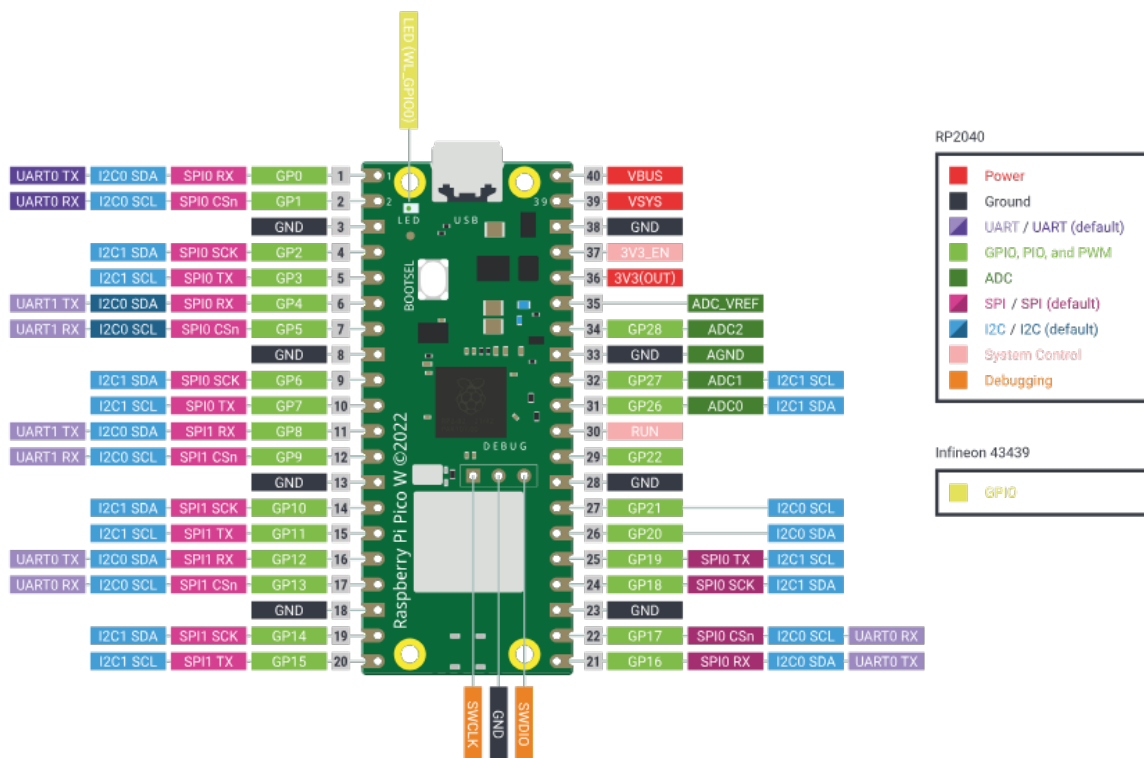 LED (WL_GPIO0)
UART0 TX I2C0 SDA SPI0 RX GP0 1
UART0 RX I2C0 SCL SPI0 CSn GP1 2
GND 3
I2C1 SDA SPI0 SCK GP2 4
I2C1 SCL SPI0 TX GP3 5
UART1 TX I2C0 SDA SPI0 RX GP4 6
UART1 RX I2C0 SCL SPI0 CSn GP5 7
GND 8
I2C1 SDA SPI0 SCK GP6 9
I2C1 SCL SPI0 TX GP7 10
UART1 TX I2C0 SDA SPI1 RX GP8 11
UART1 RX I2C0 SCL SPI1 CSn GP9 12
GND 13
I2C1 SDA SPI1 SCK GP10 14
I2C1 SCL SPI1 TX GP11 15
UART0 TX I2C0 SDA SPI1 RX GP12 16
UART0 RX I2C0 SCL SPI1 CSn GP13 17
GND 18
I2C1 SDA SPI1 SCK GP14 19
I2C1 SCL SPI1 TX GP15 20
1
2
39
LED
USB
BOOTSEL
DEBUG
Raspberry Pi Pico W ©2022
SWCLK
GND
SWDIO
40 VBUS
39 VSYS
38 GND
37 3V3_EN
36 3V3(OUT)
35 ADC_VREF
34 GP28 ADC2
33 GND AGND
32 GP27 ADC1 I2C1 SCL
31 GP26 ADC0 I2C1 SDA
30 RUN
29 GP22
28 GND
27 GP21 I2C0 SCL
26 GP20 I2C0 SDA
25 GP19 SPI0 TX I2C1 SCL
24 GP18 SPI0 SCK I2C1 SDA
23 GND
22 GP17 SPI0 CSn I2C0 SCL UART0 RX
21 GP16 SPI0 RX I2C0 SDA UART0 TX
RP2040
Power
Ground
UART / UART (default)
GPIO, PIO, and PWM
ADC
SPI / SPI (default)
I2C / I2C (default)
System Control
Debugging
Infineon 43439
GPIO